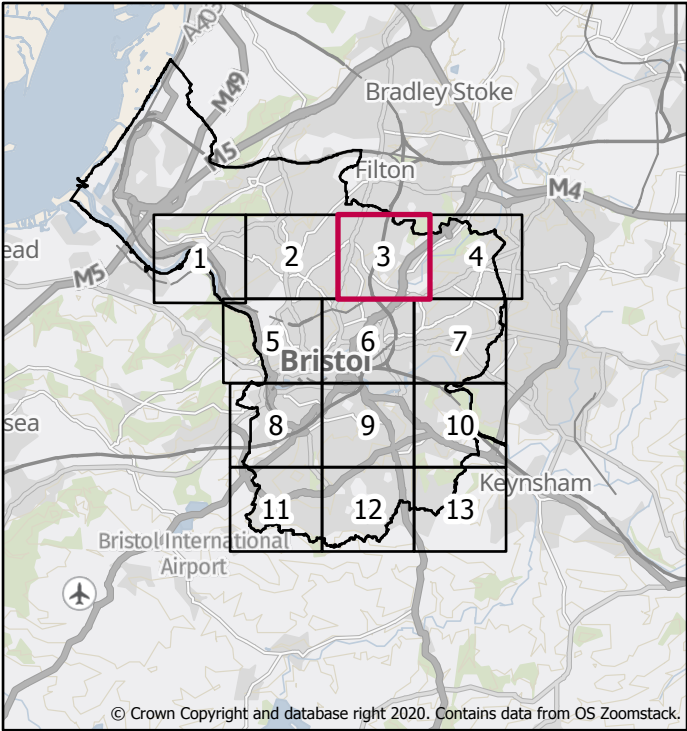 A403
M49
Bradley Stoke
Y
M5
Filton
M4
ead
1
2
3
4
M5
5
6
7
Bristol
sea
8
9
10
Keynsham
11
12
13
Bristol International
Airport
© Crown Copyright and database right 2020. Contains data from OS Zoomstack.